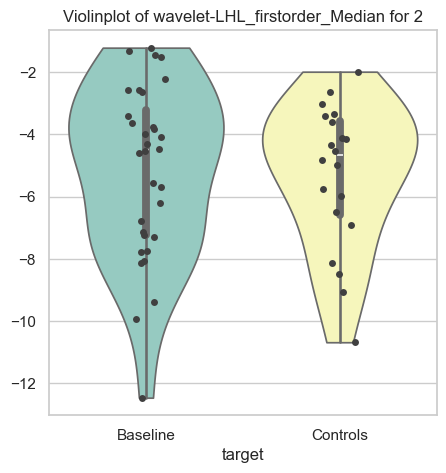 Violinplot of wavelet-LHL_firstorder_Median for 2
−2
−4
−6
−8
−10
−12
Baseline
Controls
target